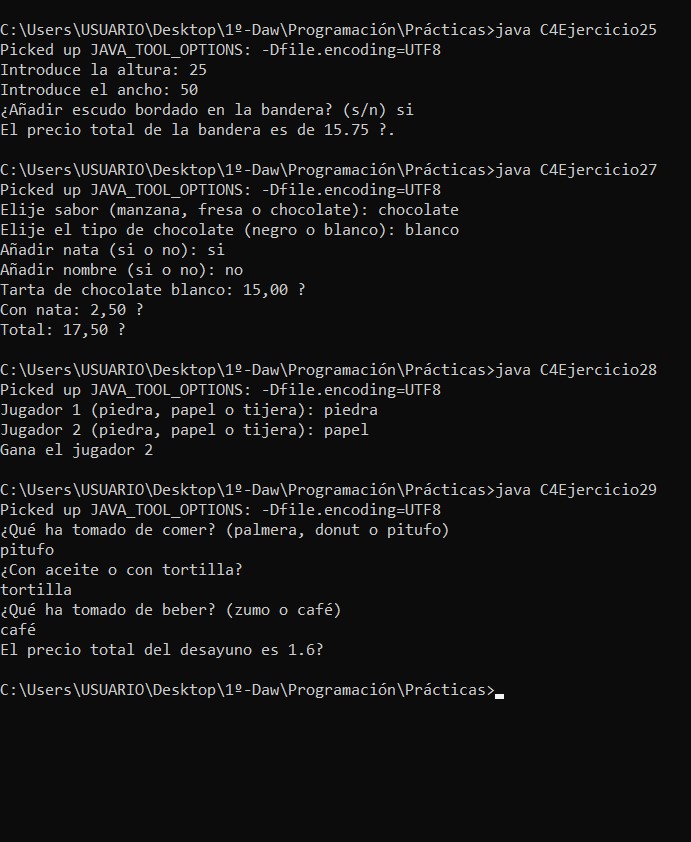 C:\Users\USUARIO\Desktop\1º-Daw\Programación\Prácticas>java C4Ejercicio25
Picked up JAVA_TOOL_OPTIONS: -Dfile.encoding=UTF8
Introduce la altura: 25
Introduce el ancho: 50
¿Añadir escudo bordado en la bandera? (s/n) si
El precio total de la bandera es de 15.75 ?.
C:\Users\USUARIO\Desktop\1º-Daw\Programación\Prácticas>java C4Ejercicio27
Picked up JAVA_TOOL_OPTIONS: -Dfile.encoding=UTF8
Elije sabor (manzana, fresa o chocolate): chocolate
Elije el tipo de chocolate (negro o blanco): blanco
Añadir nata (si o no): si
Añadir nombre (si o no): no
Tarta de chocolate blanco: 15,00 ?
Con nata: 2,50 ?
Total: 17,50 ?
C:\Users\USUARIO\Desktop\1º-Daw\Programación\Prácticas>java C4Ejercicio28
Picked up JAVA_TOOL_OPTIONS: -Dfile.encoding=UTF8
Jugador 1 (piedra, papel o tijera): piedra
Jugador 2 (piedra, papel o tijera): papel
Gana el jugador 2
C:\Users\USUARIO\Desktop\1º-Daw\Programación\Prácticas>java C4Ejercicio29
Picked up JAVA_TOOL_OPTIONS: -Dfile.encoding=UTF8
¿Qué ha tomado de comer? (palmera, donut o pitufo)
pitufo
¿Con aceite o con tortilla?
tortilla
¿Qué ha tomado de beber? (zumo o café)
café
El precio total del desayuno es 1.6?
C:\Users\USUARIO\Desktop\1º-Daw\Programación\Prácticas>